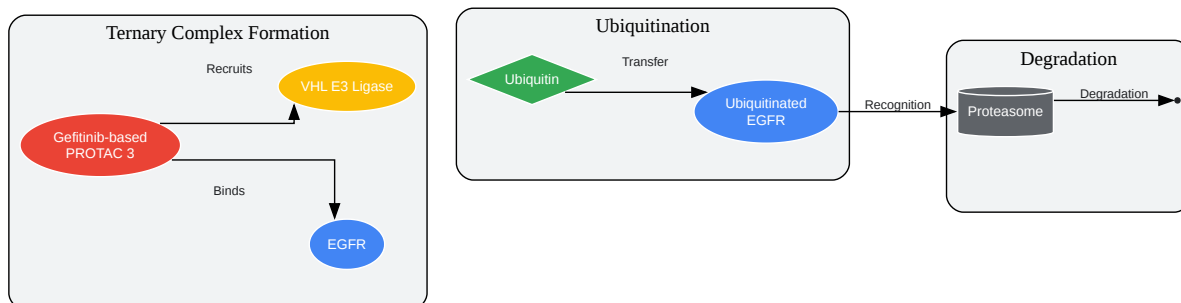 Ternary Complex Formation
Recruits
VHL E3 Ligase
Gefitinib-based
PROTAC 3
Binds
EGFR
Ubiquitination
Ubiquitin
Transfer
Ubiquitinated
EGFR
Recognition
Degradation
Proteasome
Degradation